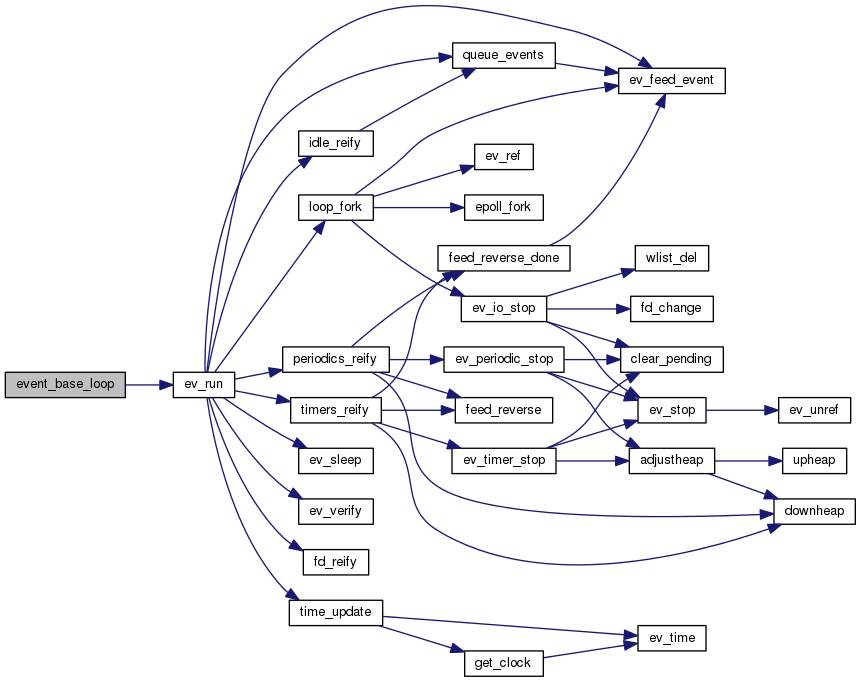 queue_events
ev_feed_event
idle_reify
ev_ref
loop_fork
epoll_fork
feed_reverse_done
wlist_del
ev_io_stop
fd_change
periodics_reify
ev_periodic_stop
clear_pending
event_base_loop
ev_run
timers_reify
feed_reverse
ev_stop
ev_unref
ev_sleep
ev_timer_stop
adjustheap
upheap
ev_verify
downheap
fd_reify
time_update
ev_time
get_clock